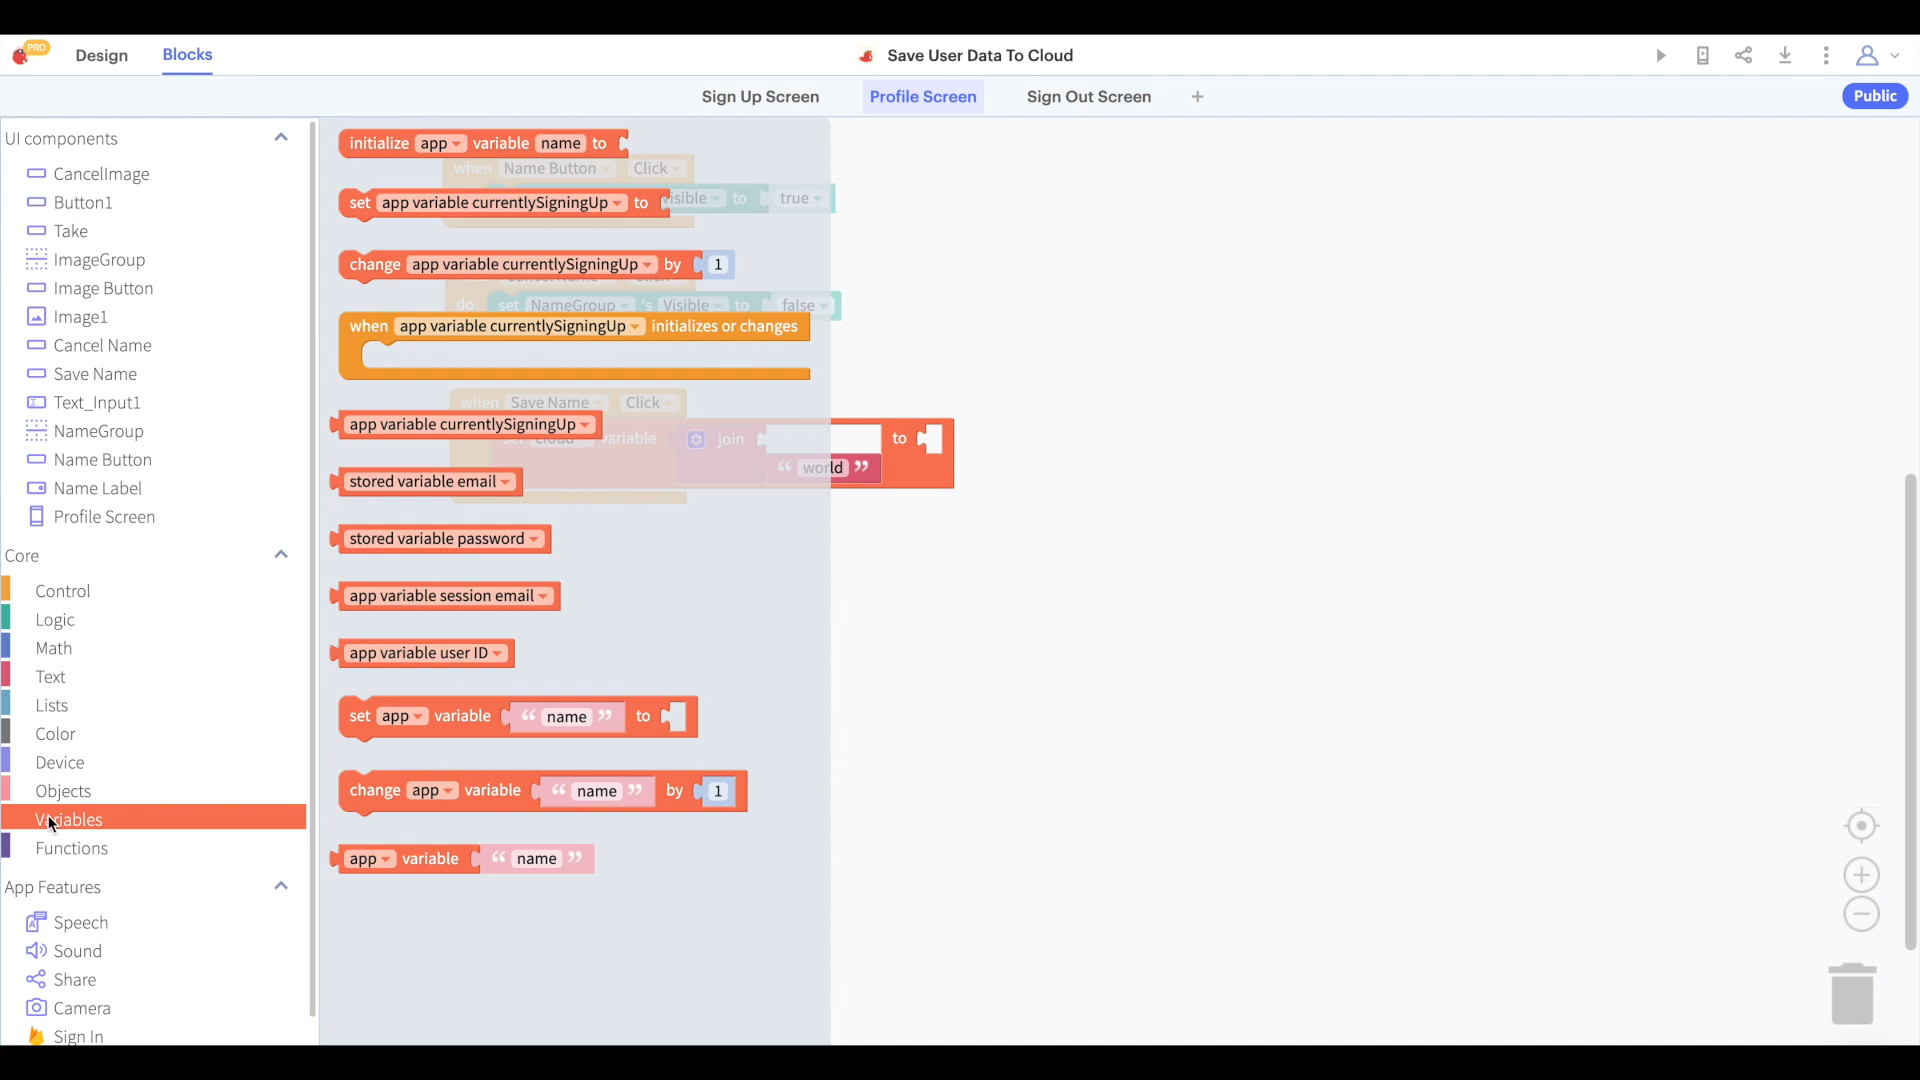 PRO
Design
Blocks
Save User Data To Cloud
Sign Up Screen
Profile Screen
Sign Out Screen
+
Public
UI components
CancelImage
Button1
Take
ImageGroup
Image Button
Image1
Cancel Name
Save Name
Text_Input1
NameGroup
Name Button
Name Label
Profile Screen
Core
Control
Logic
Math
Text
Lists
Color
Device
Objects
Variables
Functions
App Features
Speech
Sound
Share
Camera
Sign In
initialize app variable name to
when Name Button Click
set app variable currentlySigningUp to
isible to true
change app variable currentlySigningUp by 1
do set NameGroup 's Visible to false
when app variable currentlySigningUp initializes or changes
when Save Name Click
app variable currentlySigningUp
set cloud variable join to
“ world ”
stored variable email
stored variable password
app variable session email
app variable user ID
set app variable “ name ” to
change app variable “ name ” by 1
app variable “ name ”